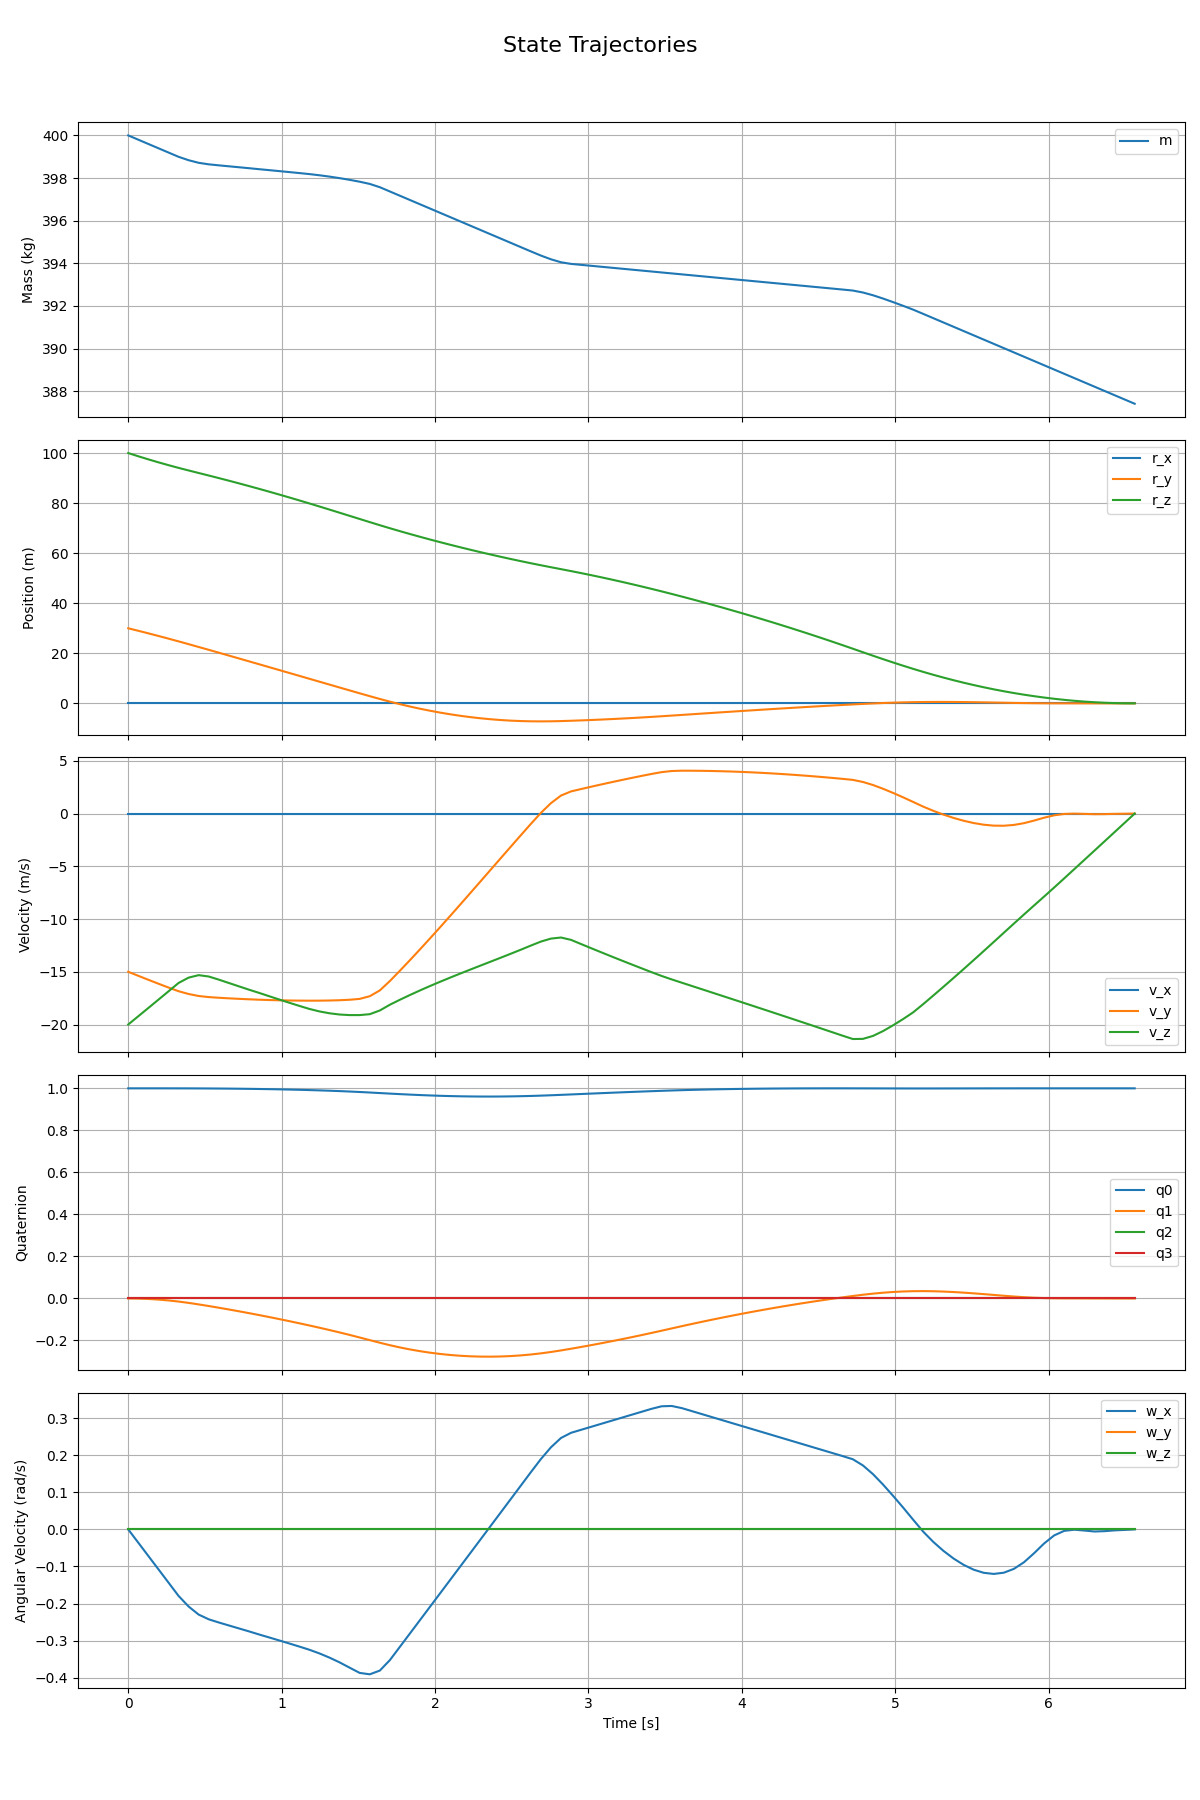 State Trajectories
400
398
396
394
392
390
388
Mass (kg)
m
100
80
60
40
20
0
Position (m)
r_x
r_y
r_z
5
0
−5
−10
−15
−20
Velocity (m/s)
v_x
v_y
v_z
1.0
0.8
0.6
0.4
0.2
0.0
−0.2
Quaternion
q0
q1
q2
q3
0.3
0.2
0.1
0.0
−0.1
−0.2
−0.3
−0.4
Angular Velocity (rad/s)
w_x
w_y
w_z
0 1 2 3 4 5 6
Time [s]